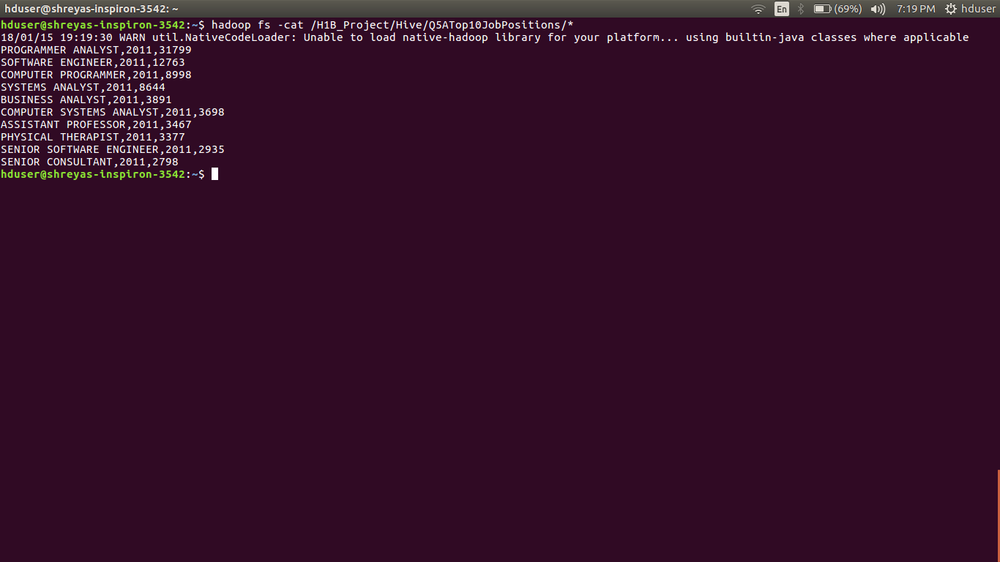 hduser@shreyas-inspiron-3542: ~ En (69%) 7:19 PM hduser
hduser@shreyas-inspiron-3542:~$ hadoop fs -cat /H1B_Project/Hive/Q5ATop10JobPositions/*
18/01/15 19:19:30 WARN util.NativeCodeLoader: Unable to load native-hadoop library for your platform... using builtin-java classes where applicable
PROGRAMMER ANALYST,2011,31799
SOFTWARE ENGINEER,2011,12763
COMPUTER PROGRAMMER,2011,8998
SYSTEMS ANALYST,2011,8644
BUSINESS ANALYST,2011,3891
COMPUTER SYSTEMS ANALYST,2011,3698
ASSISTANT PROFESSOR,2011,3467
PHYSICAL THERAPIST,2011,3377
SENIOR SOFTWARE ENGINEER,2011,2935
SENIOR CONSULTANT,2011,2798
hduser@shreyas-inspiron-3542:~$